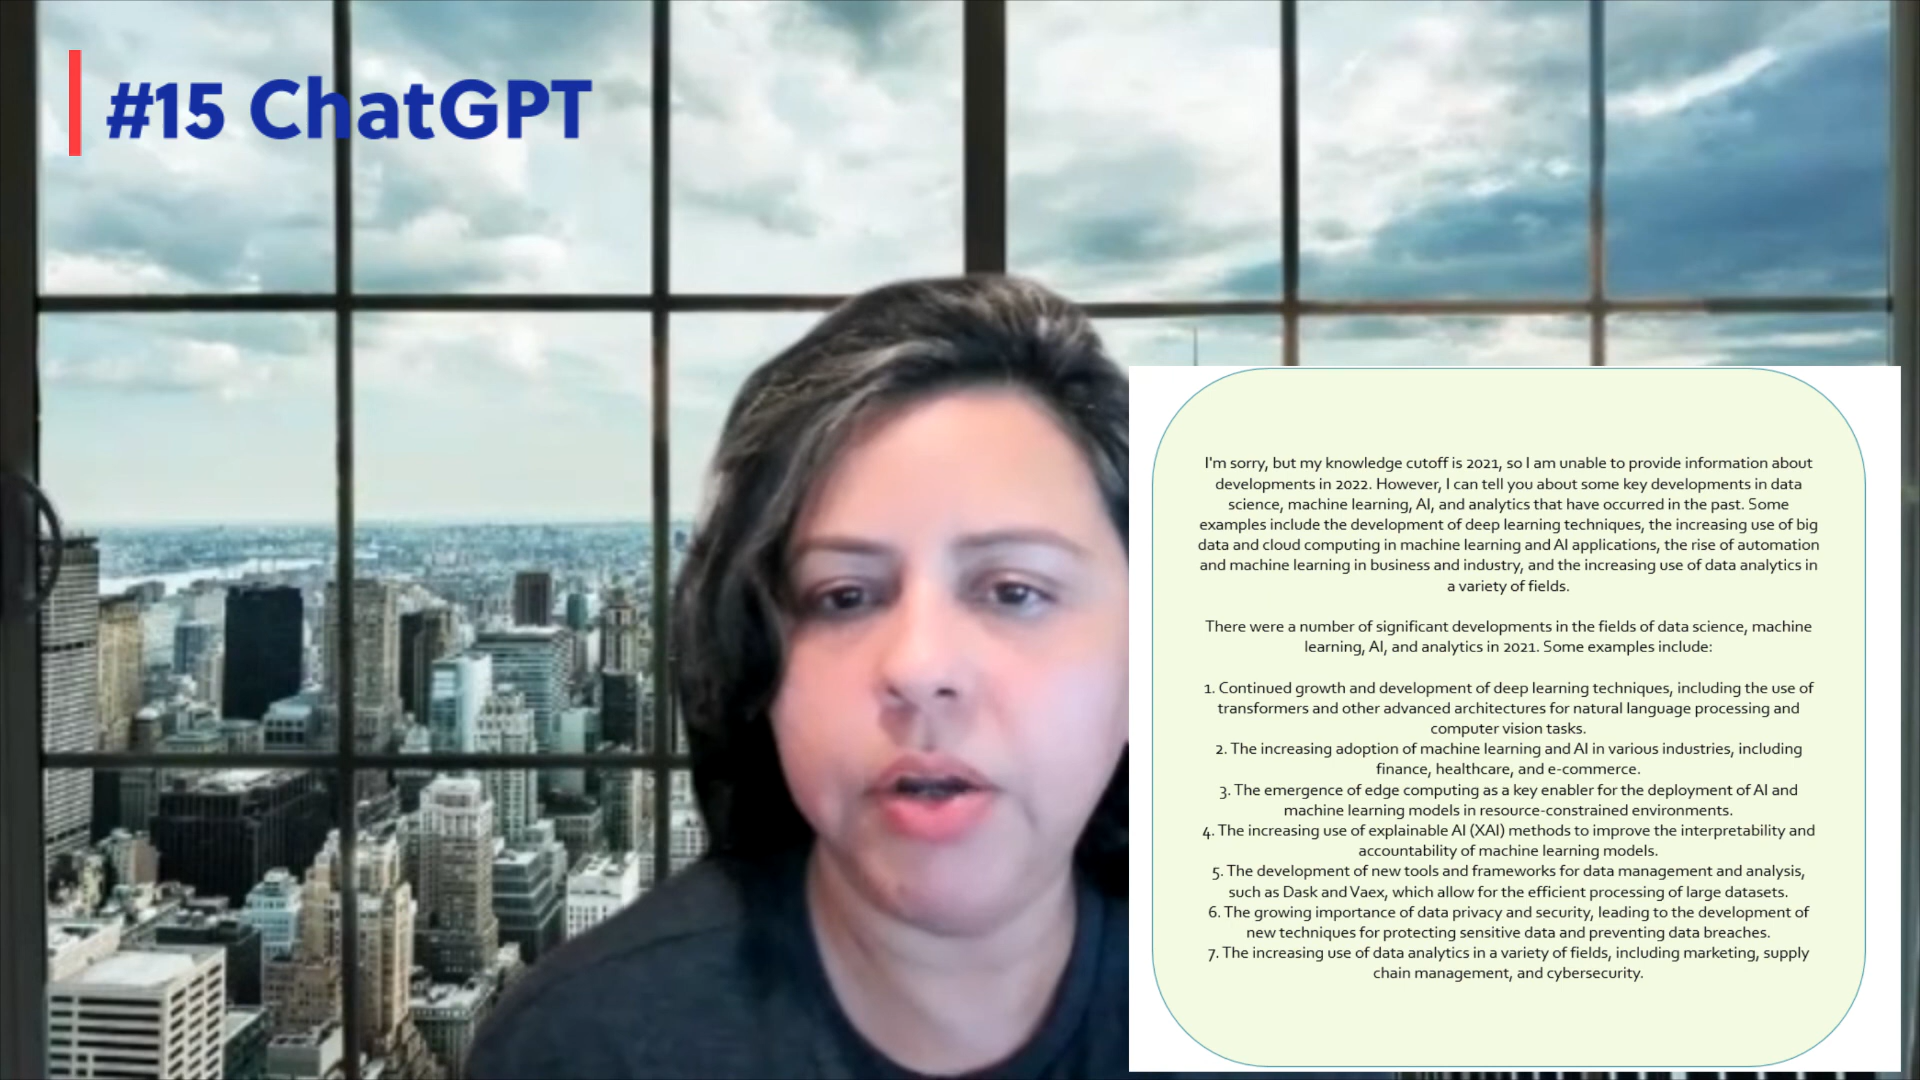 #15 ChatGPT
I'm sorry, but my knowledge cutoff is 2021, so I am unable to provide information about
developments in 2022. However, I can tell you about some key developments in data
science, machine learning, AI, and analytics that have occurred in the past. Some
examples include the development of deep learning techniques, the increasing use of big
data and cloud computing in machine learning and AI applications, the rise of automation
and machine learning in business and industry, and the increasing use of data analytics in
a variety of fields.
There were a number of significant developments in the fields of data science, machine
learning, AI, and analytics in 2021. Some examples include:
1. Continued growth and development of deep learning techniques, including the use of
transformers and other advanced architectures for natural language processing and
computer vision tasks.
2. The increasing adoption of machine learning and AI in various industries, including
finance, healthcare, and e-commerce.
3. The emergence of edge computing as a key enabler for the deployment of AI and
machine learning models in resource-constrained environments.
4. The increasing use of explainable AI (XAI) methods to improve the interpretability and
accountability of machine learning models.
5. The development of new tools and frameworks for data management and analysis,
such as Dask and Vaex, which allow for the efficient processing of large datasets.
6. The growing importance of data privacy and security, leading to the development of
new techniques for protecting sensitive data and preventing data breaches.
7. The increasing use of data analytics in a variety of fields, including marketing, supply
chain management, and cybersecurity.